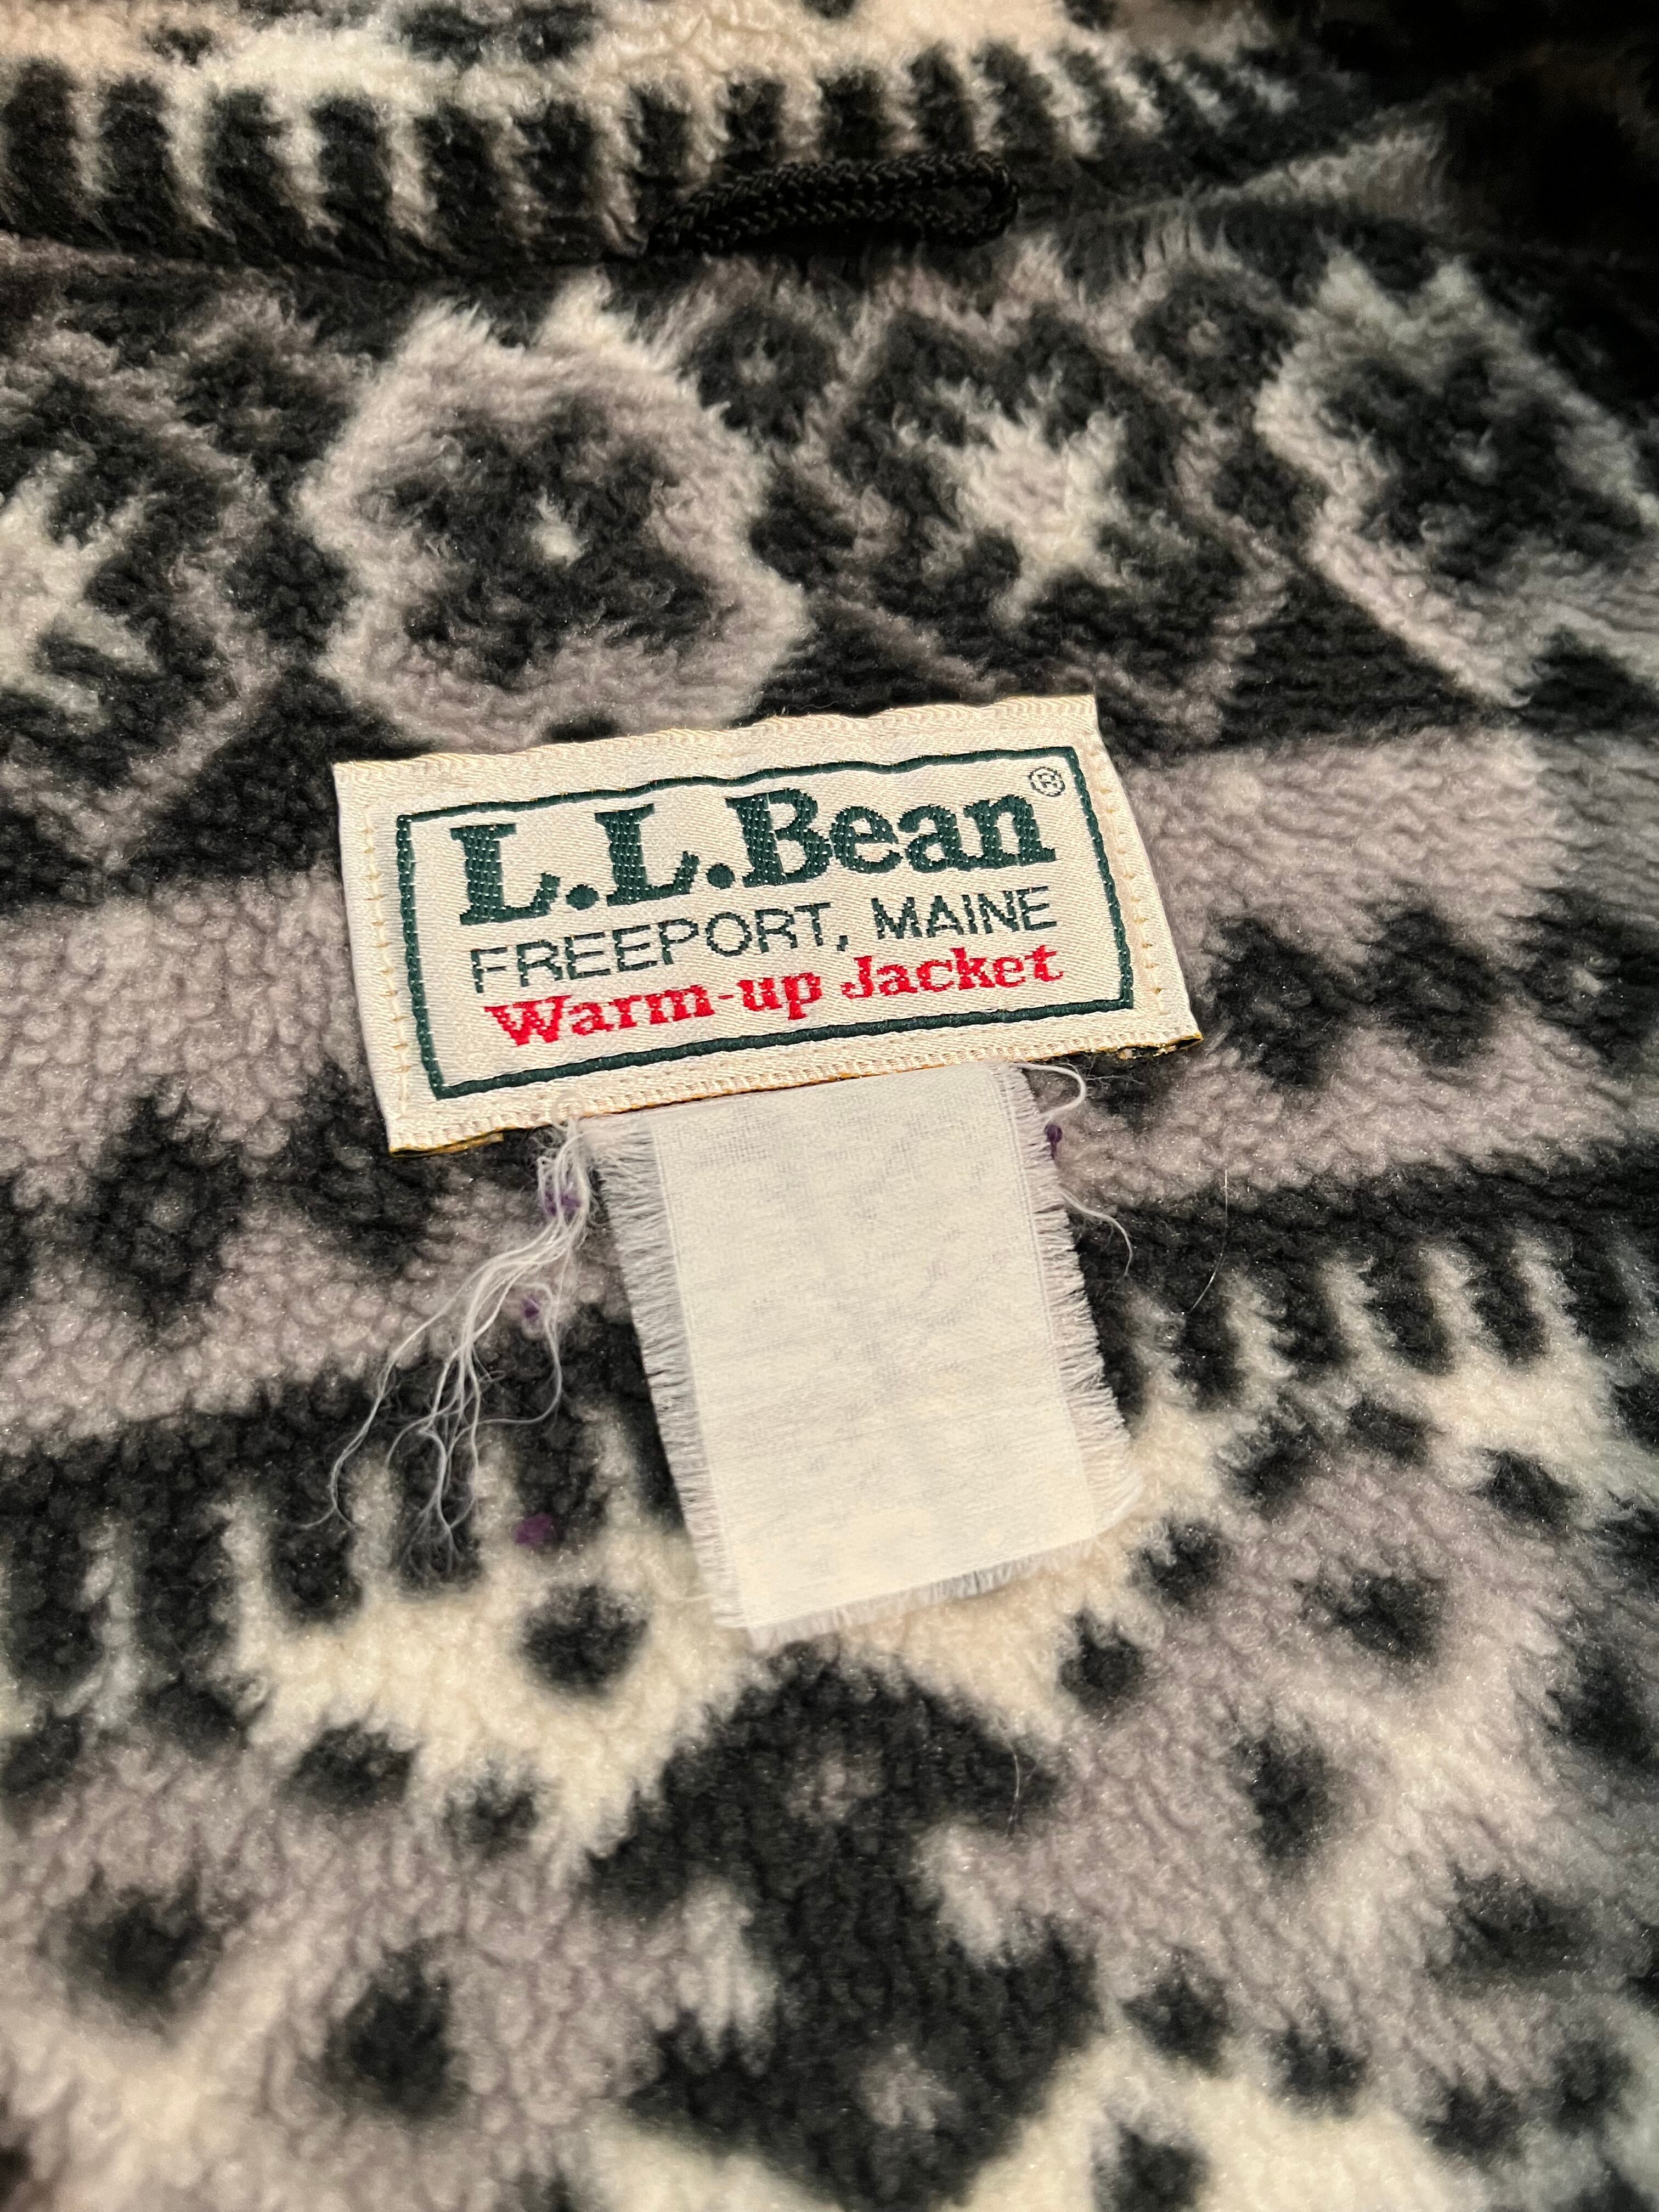 L.L.Bean®
FREEPORT, MAINE
Warm-up Jacket